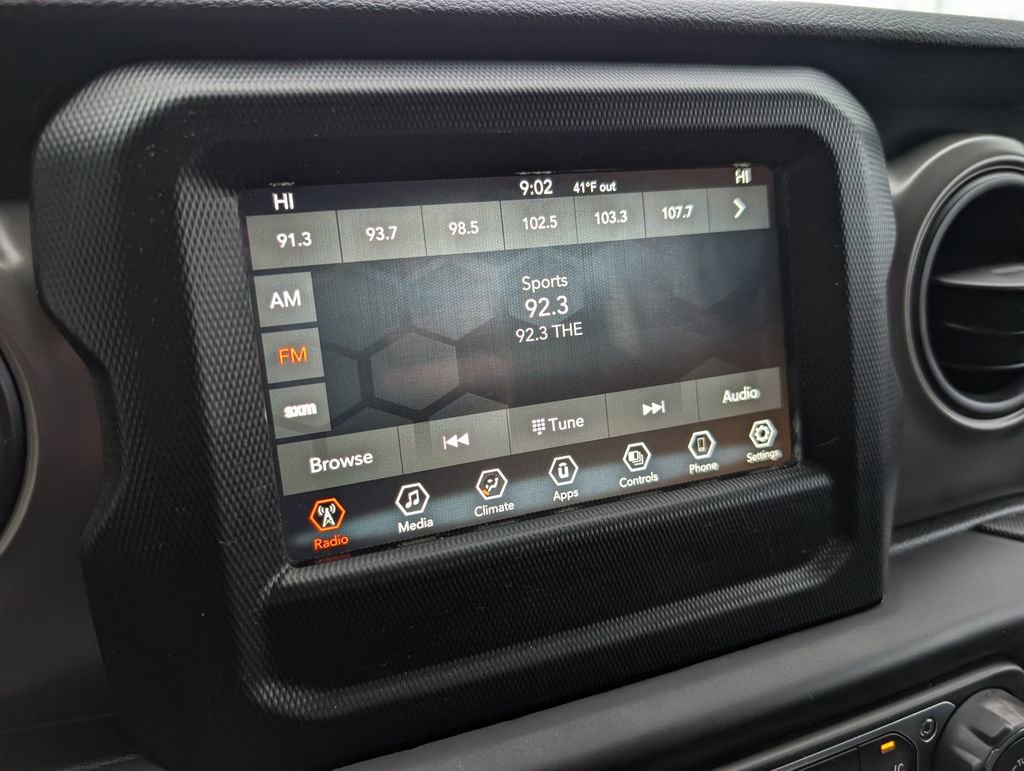 HI 9:02 41°F out HI
91.3 93.7 98.5 102.5 103.3 107.7
AM
FM
sxm
Sports
92.3
92.3 THE
Browse Tune Audio
Radio Media Climate Apps Controls Phone Settings